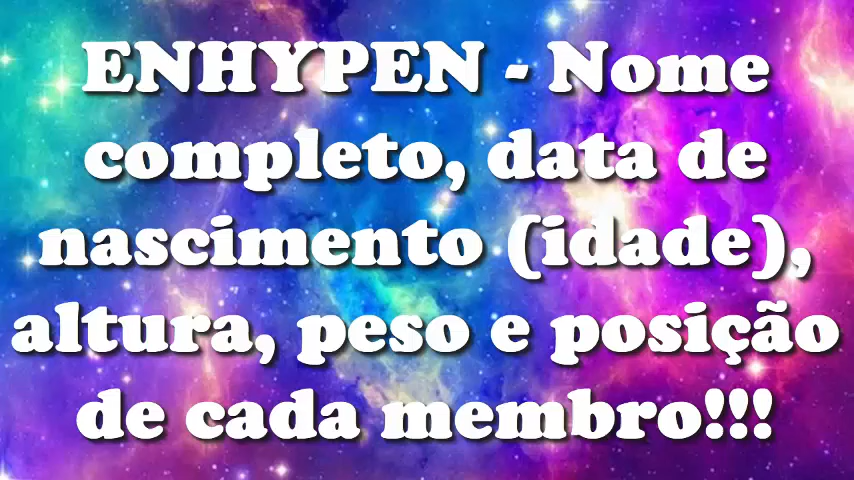 ENHYPEN - Nome
completo, data de
nascimento (idade),
altura, peso e posição
de cada membro!!!